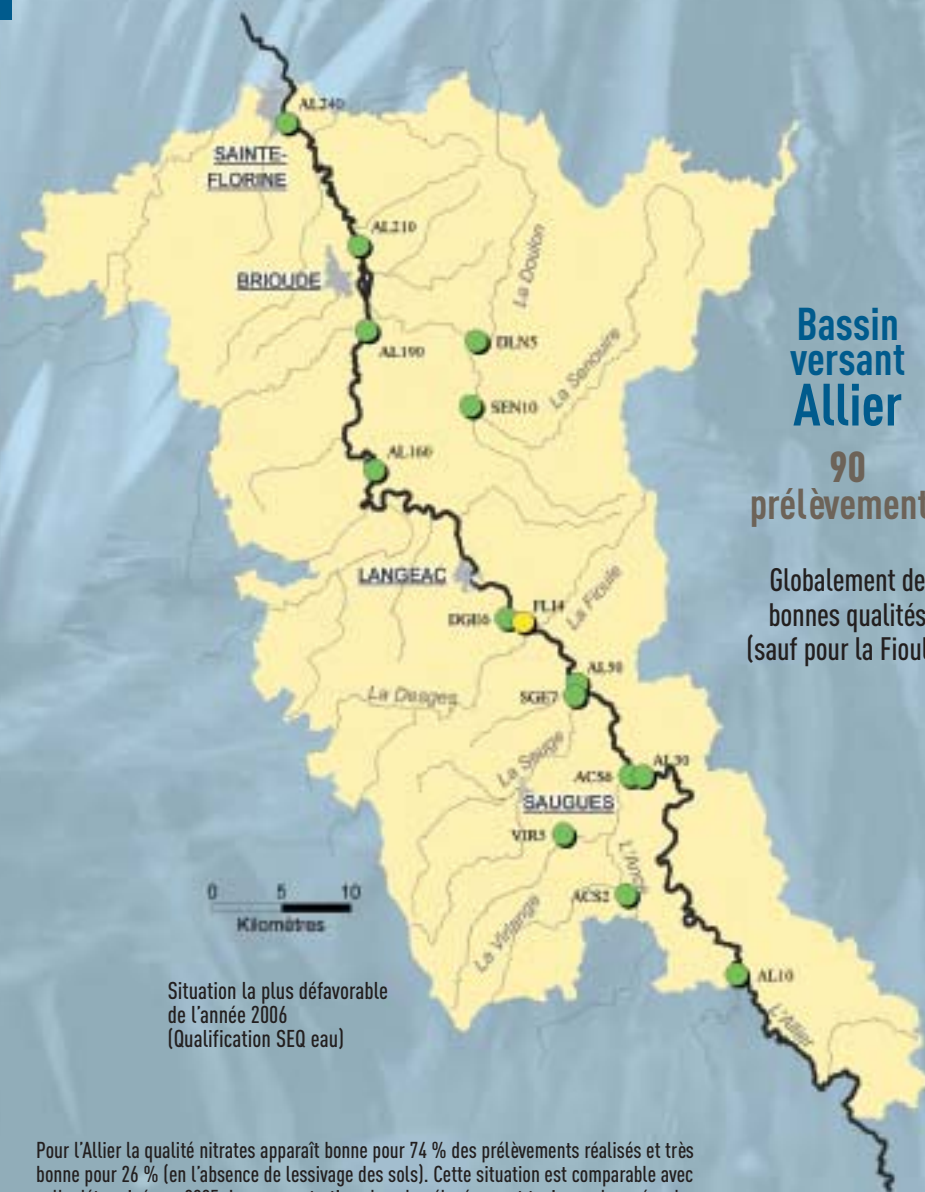 AL240
SAINTE-
FLORINE
AL210
BRIOUDE
La Doulon
AL190
DLN5
La Senouire
SEN10
AL160
Bassin
versant
Allier
90
prélèvement
LANGEAC
La Fioule
DGE6
FL14
Globalement de
bonnes qualités
(sauf pour la Fioul
AL50
La Desges
SGE7
La Seuge
ACS6
AL30
SAUGUES
VIR5
ACS2
La Virlange
0 5 10
Kilomètres
AL10
L'Allier
Situation la plus défavorable
de l'année 2006
(Qualification SEQ eau)
Pour l'Allier la qualité nitrates apparaît bonne pour 74 % des prélèvements réalisés et très
bonne pour 26 % (en l'absence de lessivage des sols). Cette situation est comparable avec